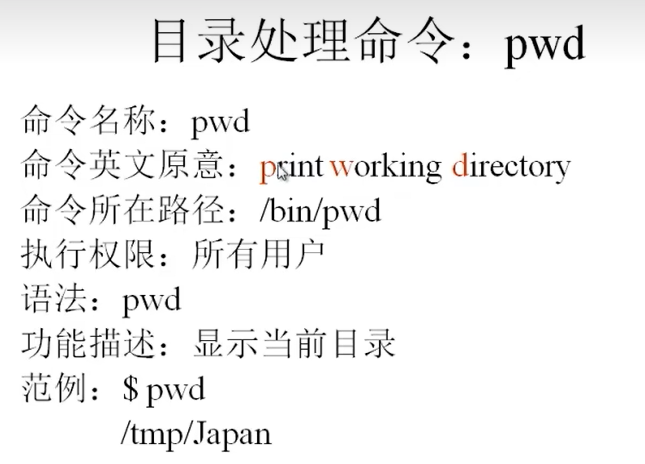 目录处理命令：pwd
命令名称：pwd
命令英文原意：print working directory
命令所在路径：/bin/pwd
执行权限：所有用户
语法：pwd
功能描述：显示当前目录
范例：$ pwd
/tmp/Japan